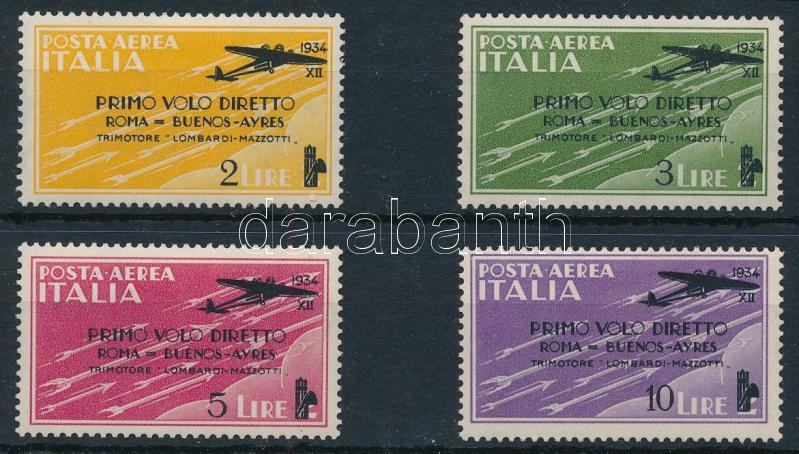 POSTA-AEREA
ITALIA
1934
XII
PRIMO VOLO DIRETTO
ROMA = BUENOS-AYRES
TRIMOTORE "LOMBARDI-MAZZOTTI"
2 LIRE
POSTA-AEREA
ITALIA
1934
XII
PRIMO VOLO DIRETTO
ROMA = BUENOS-AYRES
TRIMOTORE "LOMBARDI-MAZZOTTI"
3 LIRE
darabanth
POSTA-AEREA
ITALIA
1934
XII
PRIMO VOLO DIRETTO
ROMA = BUENOS-AYRES
TRIMOTORE "LOMBARDI-MAZZOTTI"
5 LIRE
POSTA-AEREA
ITALIA
1934
XII
PRIMO VOLO DIRETTO
ROMA = BUENOS-AYRES
TRIMOTORE "LOMBARDI-MAZZOTTI"
10 LIRE